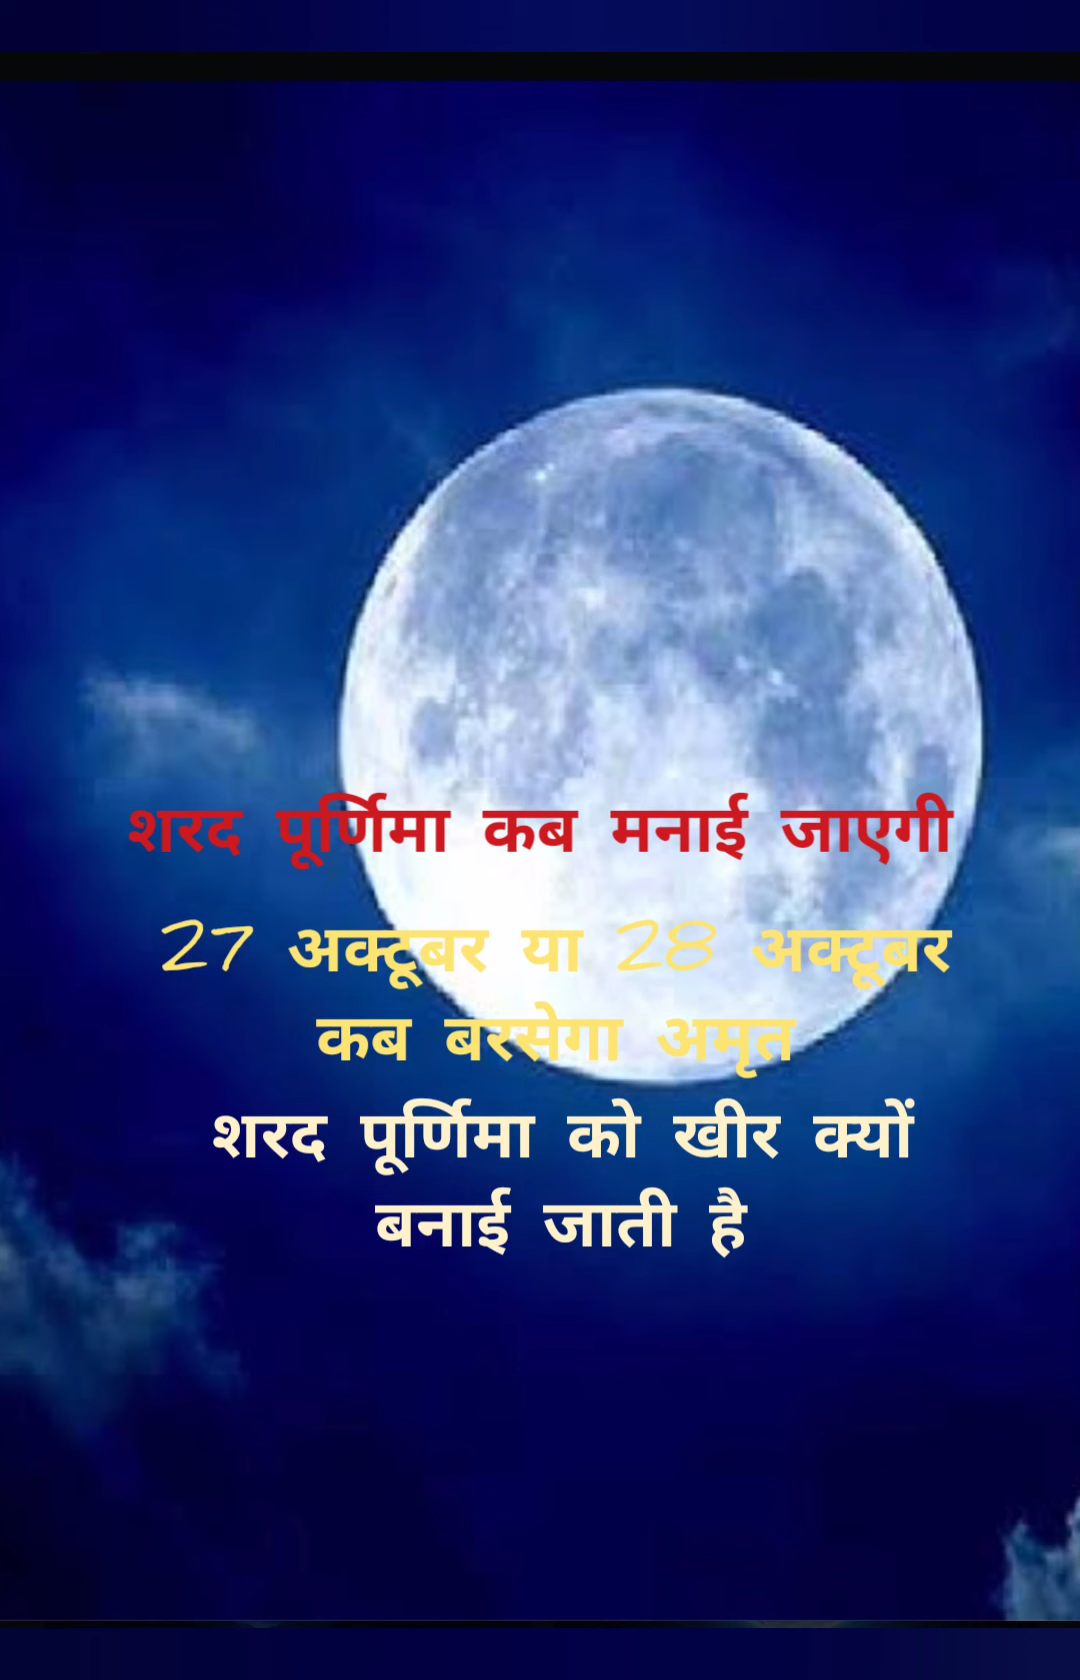 शरद पूर्णिमा कब मनाई जाएगी
27 अक्टूबर या 28 अक्टूबर
कब बरसेगा अमृत
शरद पूर्णिमा को खीर क्यों
बनाई जाती है